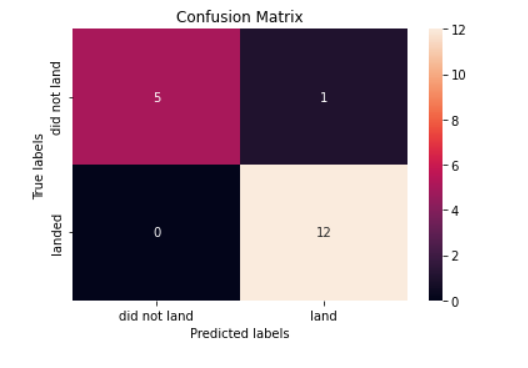 Confusion Matrix
True labels
did not land
landed
5
1
0
12
did not land
land
Predicted labels
12
10
8
6
4
2
0